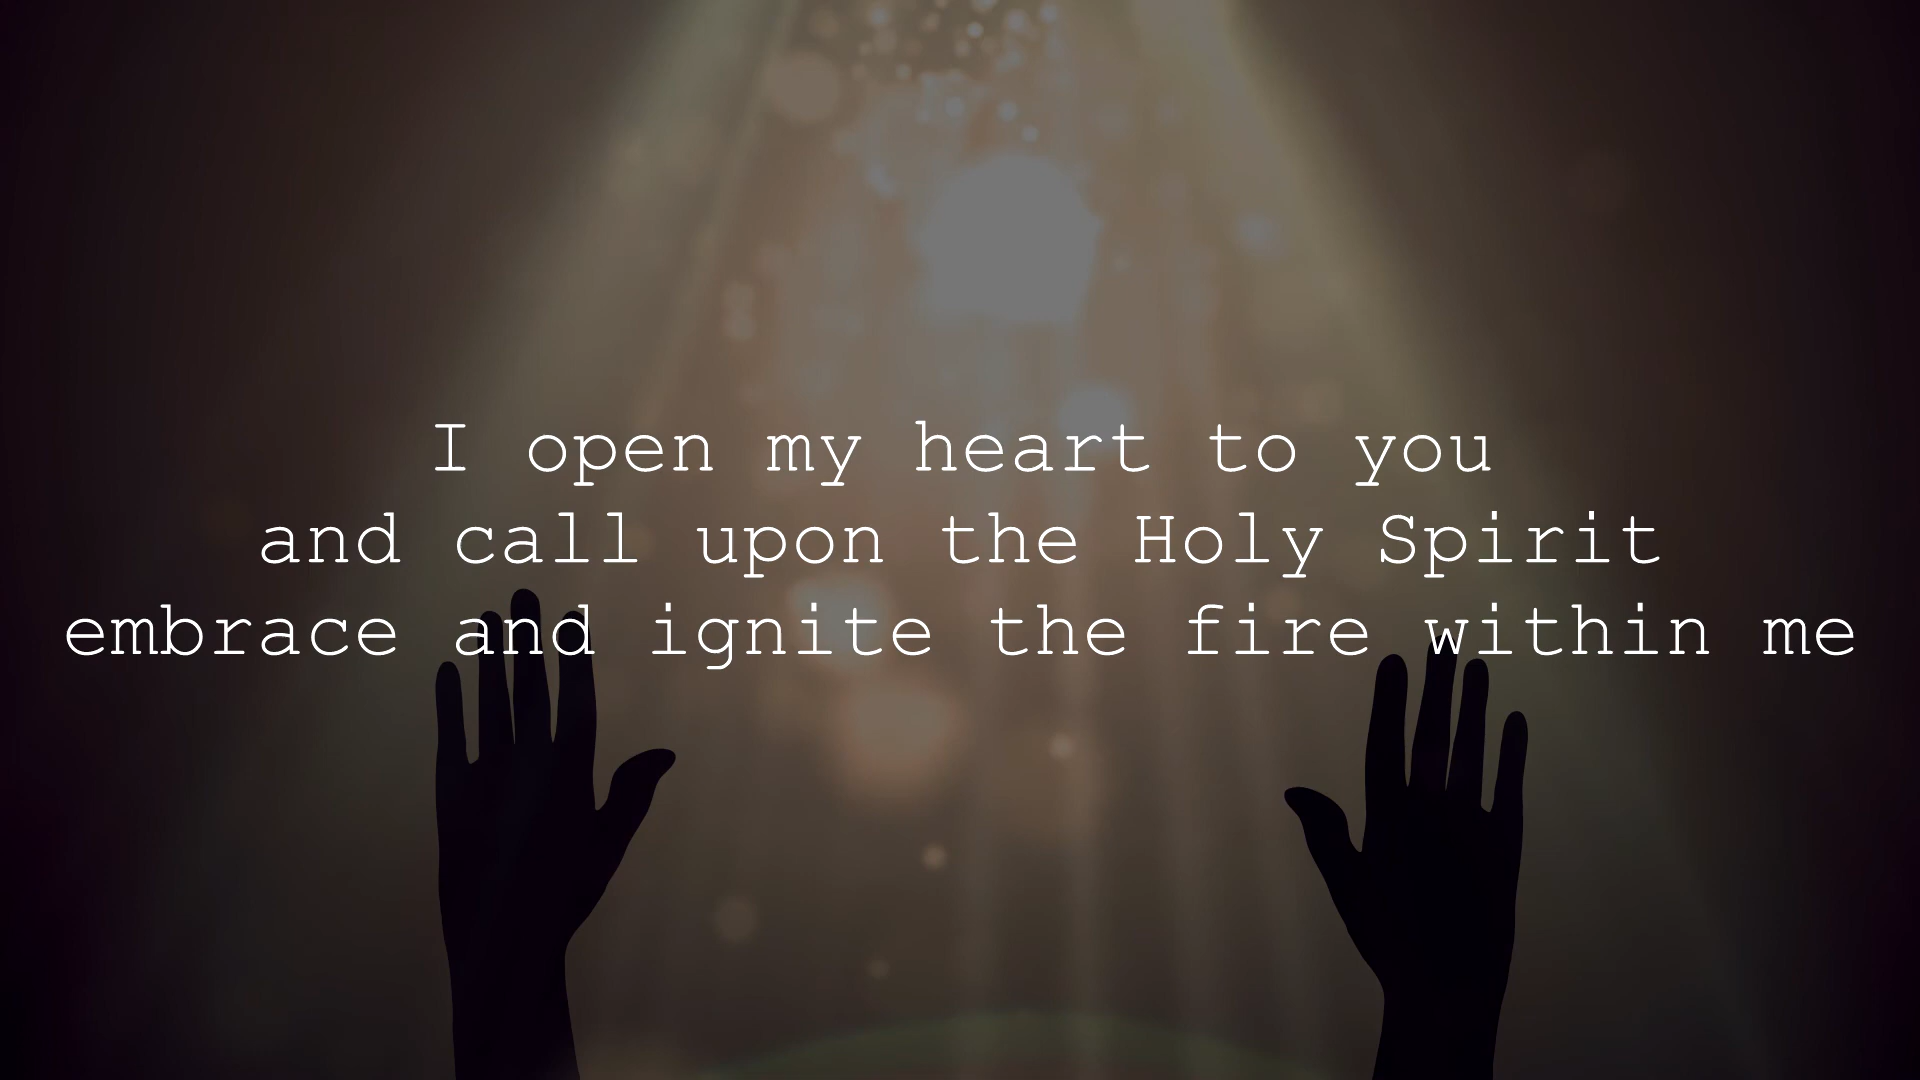 I open my heart to you
and call upon the Holy Spirit
embrace and ignite the fire within me